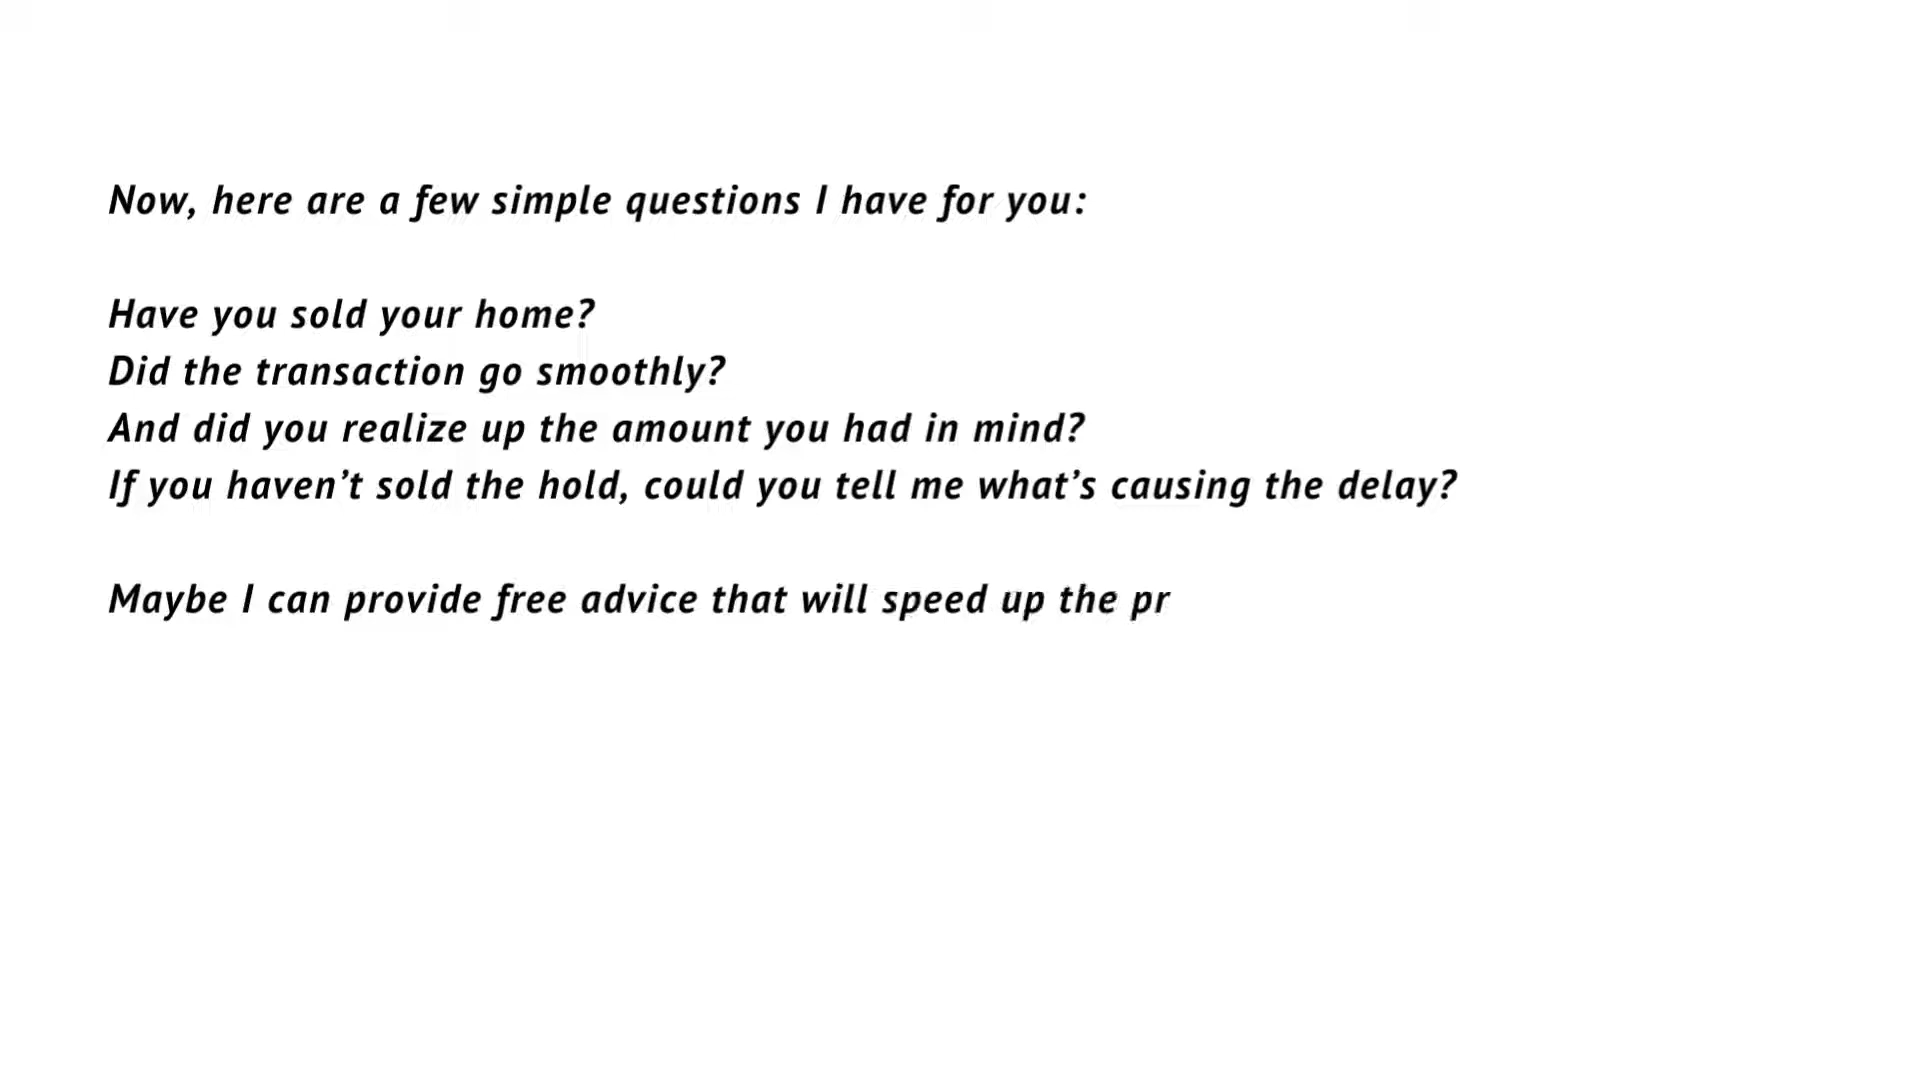 Now, here are a few simple questions I have for you:
Have you sold your home?
Did the transaction go smoothly?
And did you realize up the amount you had in mind?
If you haven’t sold the hold, could you tell me what’s causing the delay?
Maybe I can provide free advice that will speed up the pr